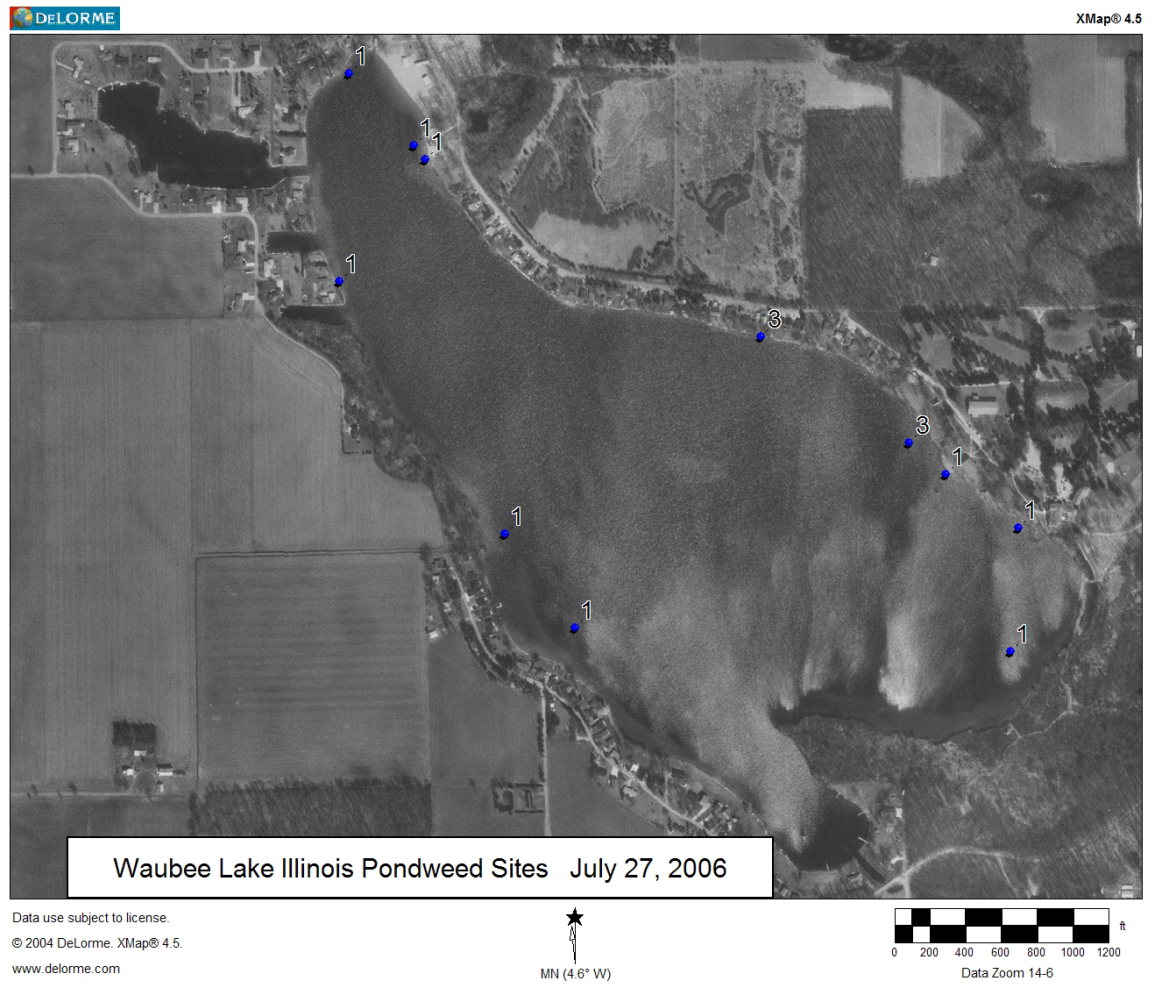 DELORME
XMap® 4.5
1
1
1
1
3
3
1
1
1
1
1
Waubee Lake Illinois Pondweed Sites July 27, 2006
Data use subject to license.
© 2004 DeLorme. XMap® 4.5.
www.delorme.com
MN (4.6° W)
ft
0 200 400 600 800 1000 1200
Data Zoom 14-6